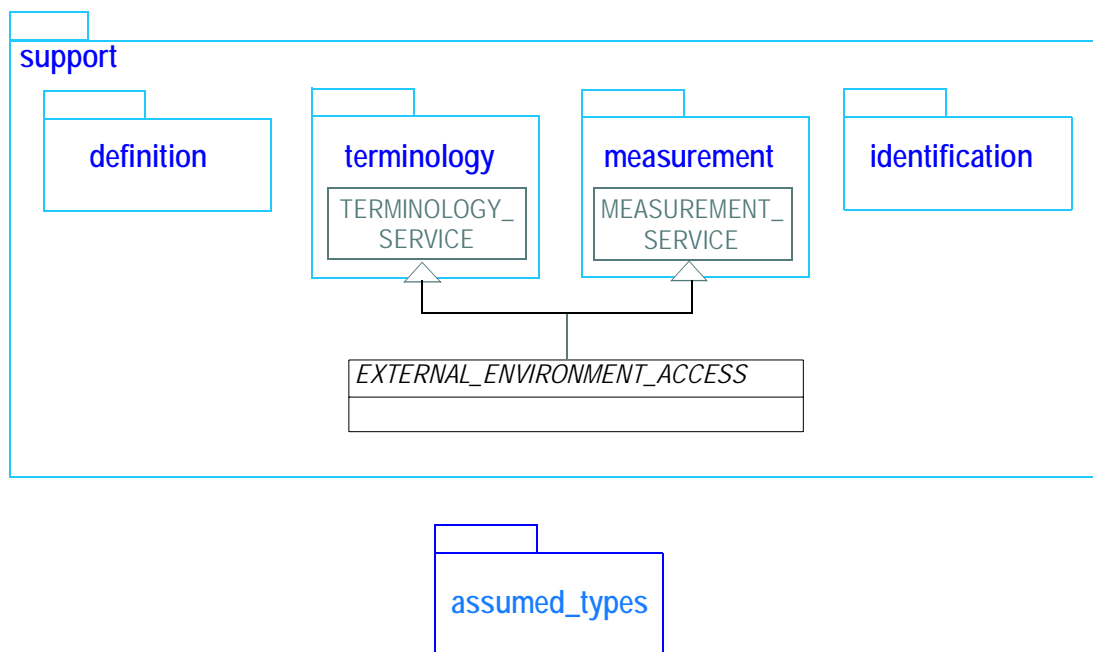 support
definition
terminology
measurement
identification
TERMINOLOGY_
SERVICE
MEASUREMENT_
SERVICE
EXTERNAL_ENVIRONMENT_ACCESS
assumed_types